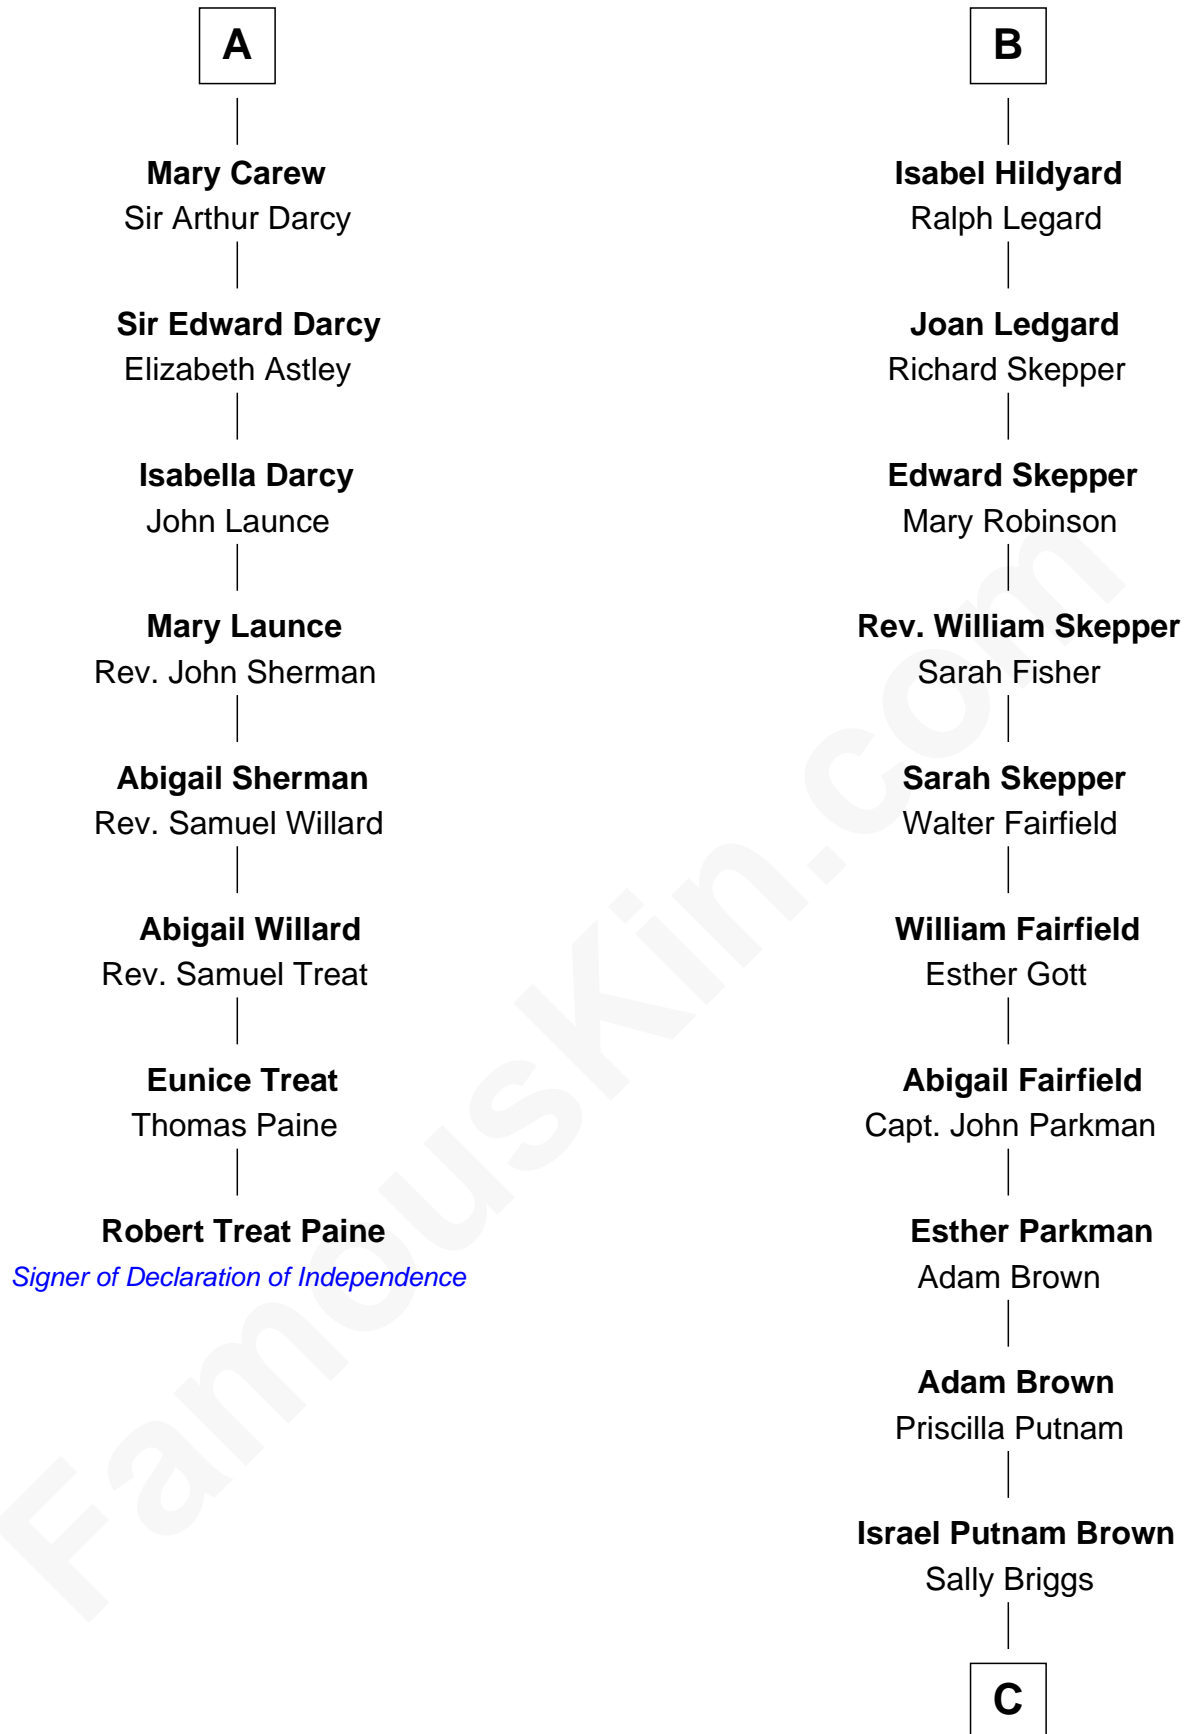 A
Mary Carew
Sir Arthur Darcy
Sir Edward Darcy
Elizabeth Astley
Isabella Darcy
John Launce
Mary Launce
Rev. John Sherman
Abigail Sherman
Rev. Samuel Willard
Abigail Willard
Rev. Samuel Treat
Eunice Treat
Thomas Paine
Robert Treat Paine
Signer of Declaration of Independence
B
Isabel Hildyard
Ralph Legard
Joan Ledgard
Richard Skepper
Edward Skepper
Mary Robinson
Rev. William Skepper
Sarah Fisher
Sarah Skepper
Walter Fairfield
William Fairfield
Esther Gott
Abigail Fairfield
Capt. John Parkman
Esther Parkman
Adam Brown
Adam Brown
Priscilla Putnam
Israel Putnam Brown
Sally Briggs
C
FamousKin.com